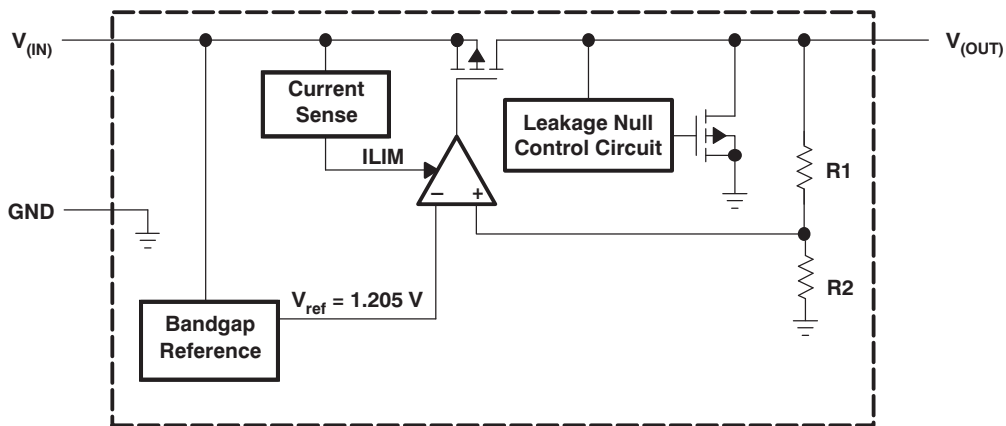 V(IN)
V(OUT)
Current
Sense
Leakage Null
Control Circuit
ILIM
R1
− +
GND
R2
Vref = 1.205 V
Bandgap
Reference